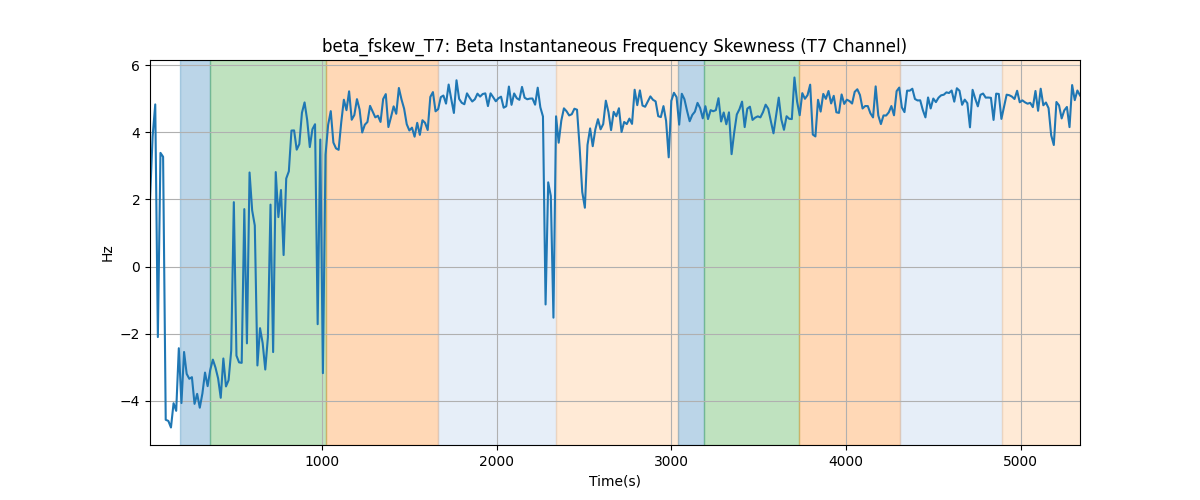 beta_fskew_T7: Beta Instantaneous Frequency Skewness (T7 Channel)
6
4
2
0
−2
−4
Hz
1000 2000 3000 4000 5000
Time(s)